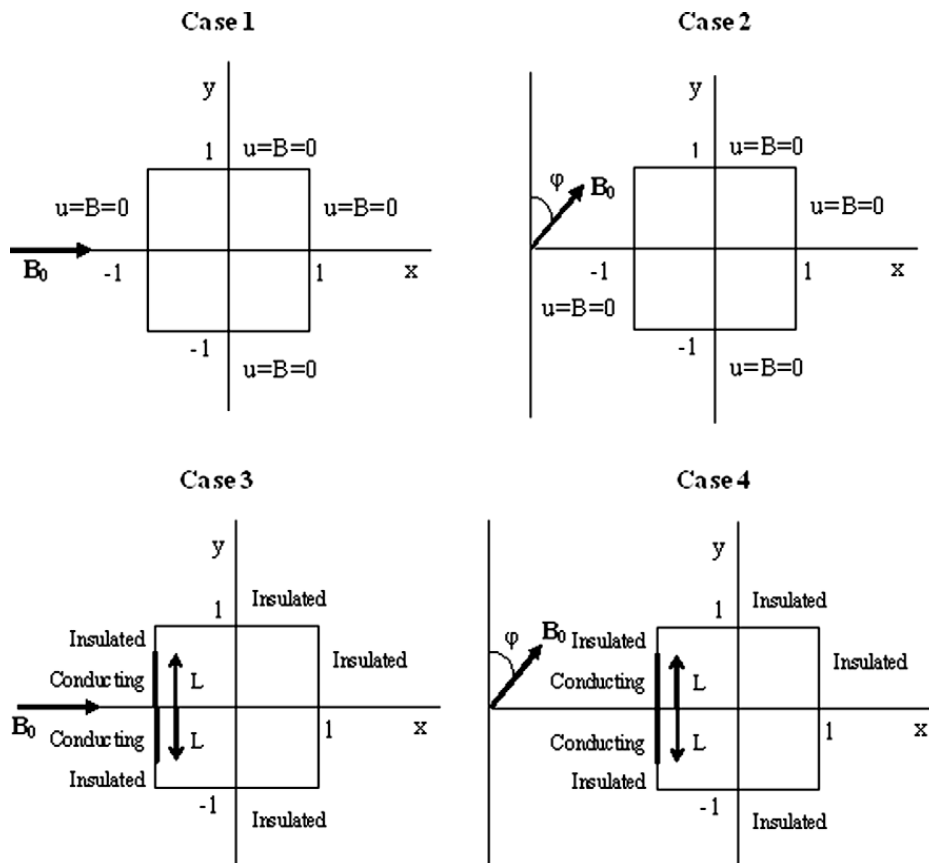 Case 1
y
1
u=B=0
u=B=0
u=B=0
B₀
-1
1
x
-1
u=B=0
Case 2
y
1
u=B=0
φ
B₀
u=B=0
-1
1
x
u=B=0
-1
u=B=0
Case 3
y
1
Insulated
Insulated
Insulated
Conducting
L
B₀
1
x
Conducting
L
Insulated
-1
Insulated
Case 4
y
1
Insulated
φ
B₀
Insulated
Insulated
Conducting
L
1
x
Conducting
L
Insulated
-1
Insulated